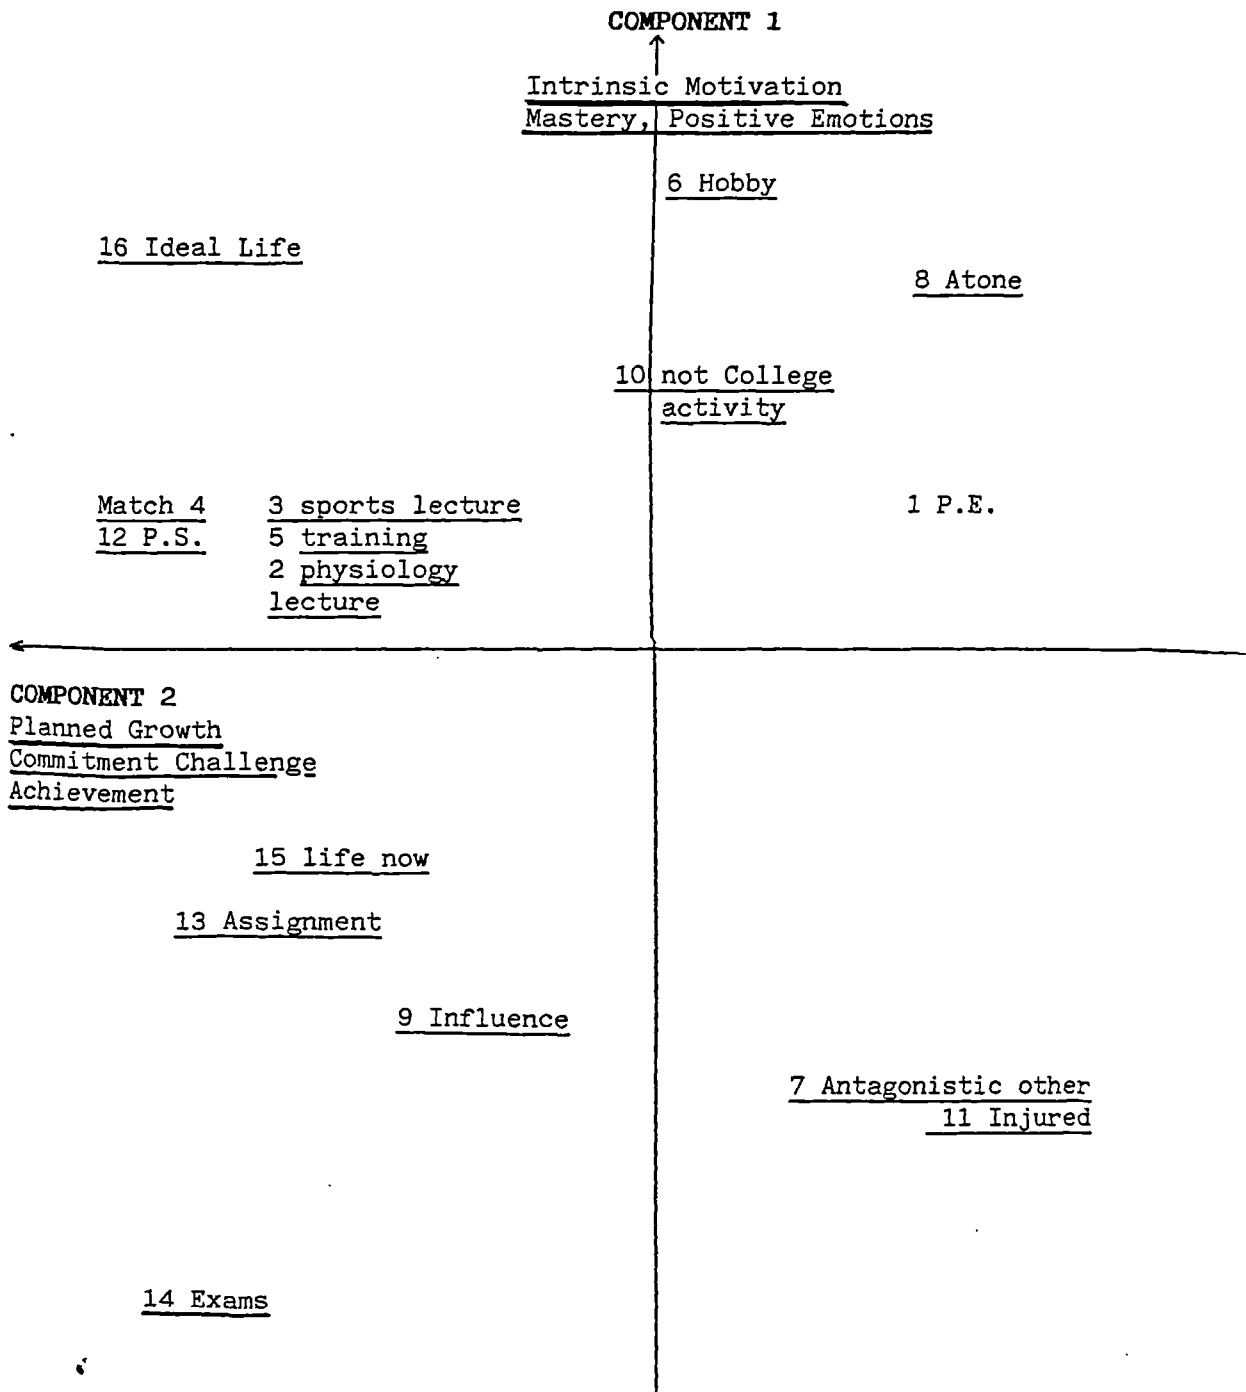 COMPONENT 1
Intrinsic Motivation
Mastery, Positive Emotions
6 Hobby
16 Ideal Life
8 Atone
10 not College
activity
Match 4
12 P.S.
3 sports lecture
5 training
2 physiology
lecture
1 P.E.
COMPONENT 2
Planned Growth
Commitment Challenge
Achievement
15 life now
13 Assignment
9 Influence
7 Antagonistic other
11 Injured
14 Exams